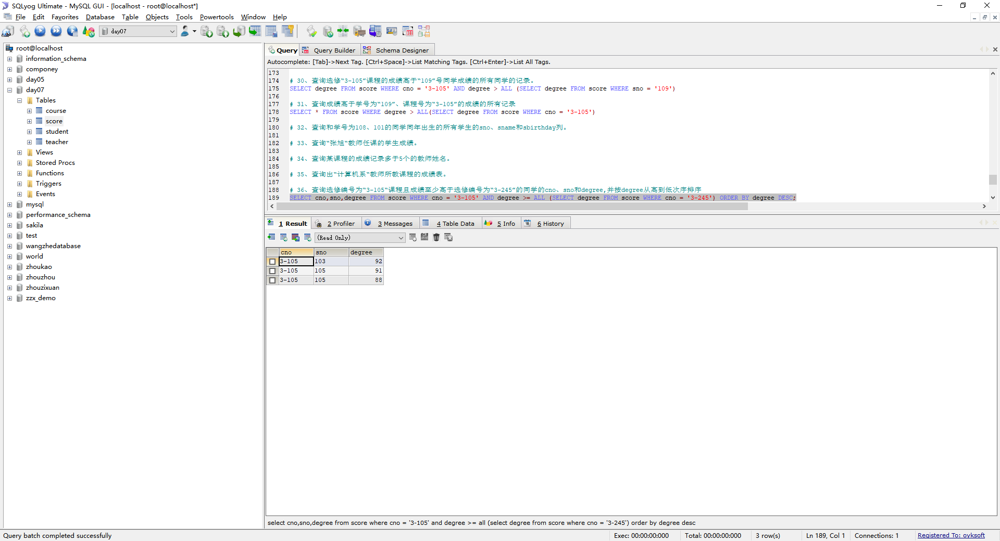 SQLyog Ultimate - MySQL GUI - [localhost - root@localhost*]
File Edit Favorites Database Table Objects Tools Powertools Window Help
day07
root@localhost
information_schema
componey
day05
day07
Tables
course
score
student
teacher
Views
Stored Procs
Functions
Triggers
Events
mysql
performance_schema
sakila
test
wangzhedatabase
world
zhoukao
zhouzhou
zhouzixuan
zzx_demo
Query Query Builder Schema Designer
Autocomplete: [Tab]->Next Tag. [Ctrl+Space]->List Matching Tags. [Ctrl+Enter]->List All Tags.
173
174 # 30、查询选修“3-105”课程的成绩高于“109”号同学成绩的所有同学的记录。
175 SELECT degree FROM score WHERE cno = '3-105' AND degree > ALL (SELECT degree FROM score WHERE sno = '109')
176
177 # 31、查询成绩高于学号为“109”、课程号为“3-105”的成绩的所有记录
178 SELECT * FROM score WHERE degree > ALL(SELECT degree FROM score WHERE cno = '3-105')
179
180 # 32、查询和学号为108、101的同学同年出生的所有学生的sno、sname和sbirthday列。
181
182 # 33、查询“张旭“教师任课的学生成绩。
183
184 # 34、查询某课程的成绩记录多于5个的教师姓名。
185
186 # 35、查询出“计算机系“教师所教课程的成绩表。
187
188 # 36、查询选修编号为“3-105“课程且成绩至少高于选修编号为“3-245”的同学的cno、sno和degree,并按degree从高到低次序排序
189 SELECT cno,sno,degree FROM score WHERE cno = '3-105' AND degree >= ALL (SELECT degree FROM score WHERE cno = '3-245') ORDER BY degree DESC;
1 Result 2 Profiler 3 Messages 4 Table Data 5 Info 18 6 History
(Read Only)
cno sno degree
3-105 103 92
3-105 105 91
3-105 105 88
select cno,sno,degree from score where cno = '3-105' and degree >= all (select degree from score where cno = '3-245') order by degree desc
Query batch completed successfully Exec: 00:00:00:000 Total: 00:00:00:000 3 row(s) Ln 189, Col 1 Connections: 1 Registered To: ovksoft